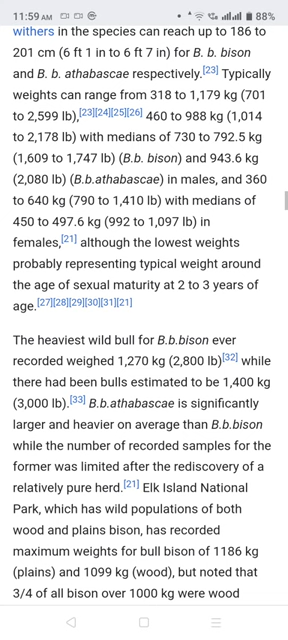 11:59 AM 88%
withers in the species can reach up to 186 to
201 cm (6 ft 1 in to 6 ft 7 in) for B. b. bison
and B. b. athabascae respectively.[23] Typically
weights can range from 318 to 1,179 kg (701
to 2,599 lb),[23][24][25][26] 460 to 988 kg (1,014
to 2,178 lb) with medians of 730 to 792.5 kg
(1,609 to 1,747 lb) (B.b. bison) and 943.6 kg
(2,080 lb) (B.b.athabascae) in males, and 360
to 640 kg (790 to 1,410 lb) with medians of
450 to 497.6 kg (992 to 1,097 lb) in
females,[21] although the lowest weights
probably representing typical weight around
the age of sexual maturity at 2 to 3 years of
age.[27][28][29][30][31][21]
The heaviest wild bull for B.b.bison ever
recorded weighed 1,270 kg (2,800 lb)[32] while
there had been bulls estimated to be 1,400 kg
(3,000 lb).[33] B.b.athabascae is significantly
larger and heavier on average than B.b.bison
while the number of recorded samples for the
former was limited after the rediscovery of a
relatively pure herd.[21] Elk Island National
Park, which has wild populations of both
wood and plains bison, has recorded
maximum weights for bull bison of 1186 kg
(plains) and 1099 kg (wood), but noted that
3/4 of all bison over 1000 kg were wood